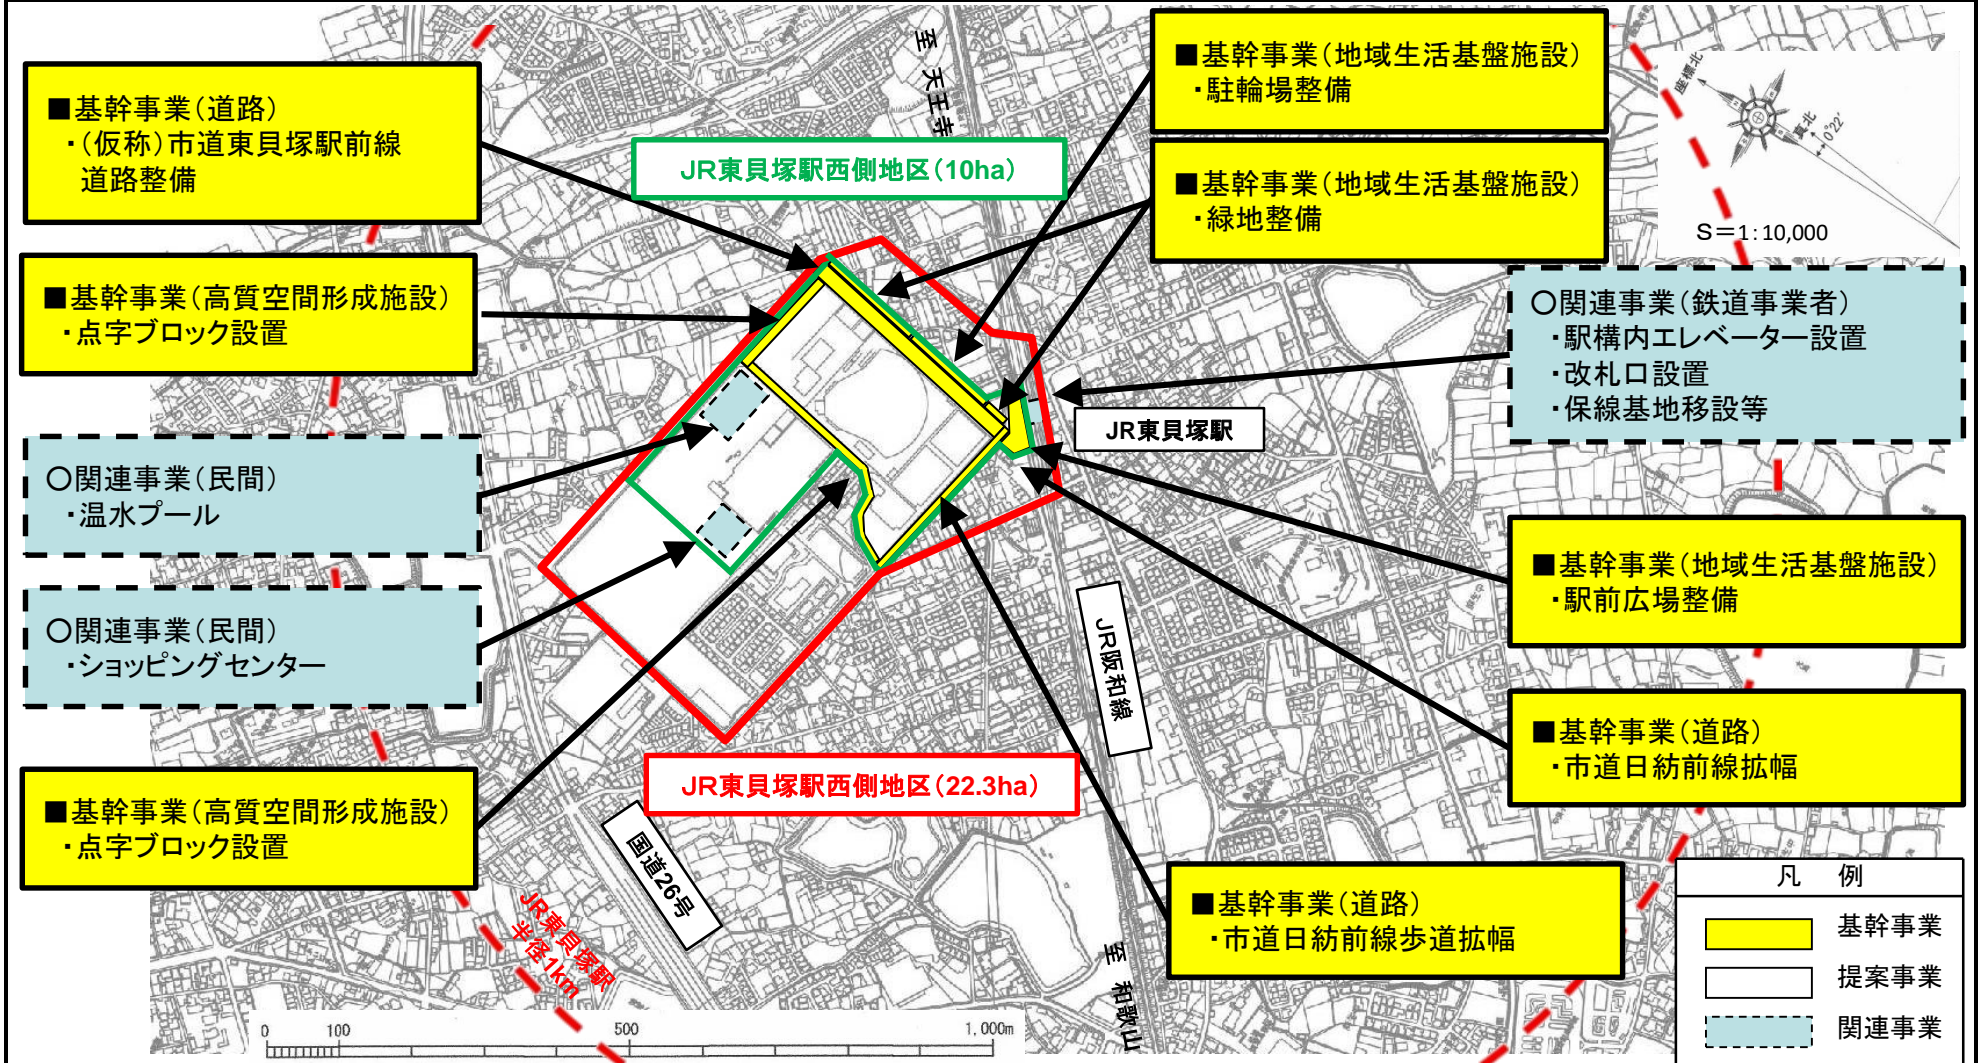 ■基幹事業(道路)
・(仮称)市道東貝塚駅前線
道路整備
■基幹事業(高質空間形成施設)
・点字ブロック設置
○関連事業(民間)
・温水プール
○関連事業(民間)
・ショッピングセンター
■基幹事業(高質空間形成施設)
・点字ブロック設置
JR東貝塚駅西側地区(10ha)
至 天王寺
■基幹事業(地域生活基盤施設)
・駐輪場整備
■基幹事業(地域生活基盤施設)
・緑地整備
座標北
真北
0°22′
S=1:10,000
○関連事業(鉄道事業者)
・駅構内エレベーター設置
・改札口設置
・保線基地移設等
JR東貝塚駅
■基幹事業(地域生活基盤施設)
・駅前広場整備
JR阪和線
■基幹事業(道路)
・市道日紡前線拡幅
JR東貝塚駅西側地区(22.3ha)
国道26号
■基幹事業(道路)
・市道日紡前線歩道拡幅
JR東貝塚駅
半径1km
至 和歌山
0 100 500 1,000m
凡 例
基幹事業
提案事業
関連事業